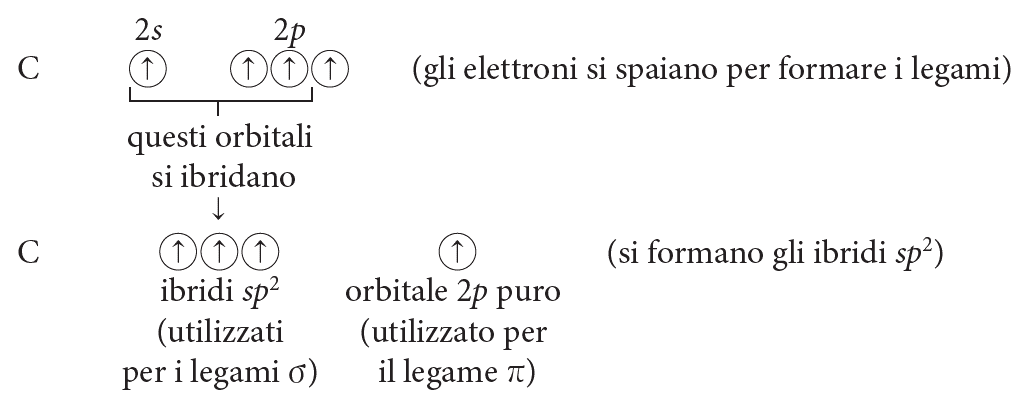 2s 2p
C ↑ ↑ ↑ ↑ (gli elettroni si spaiano per formare i legami)
questi orbitali
si ibridano
↓
C ↑ ↑ ↑ ↑ (si formano gli ibridi sp²)
ibridi sp² orbitale 2p puro
(utilizzati (utilizzato per
per i legami σ) il legame π)